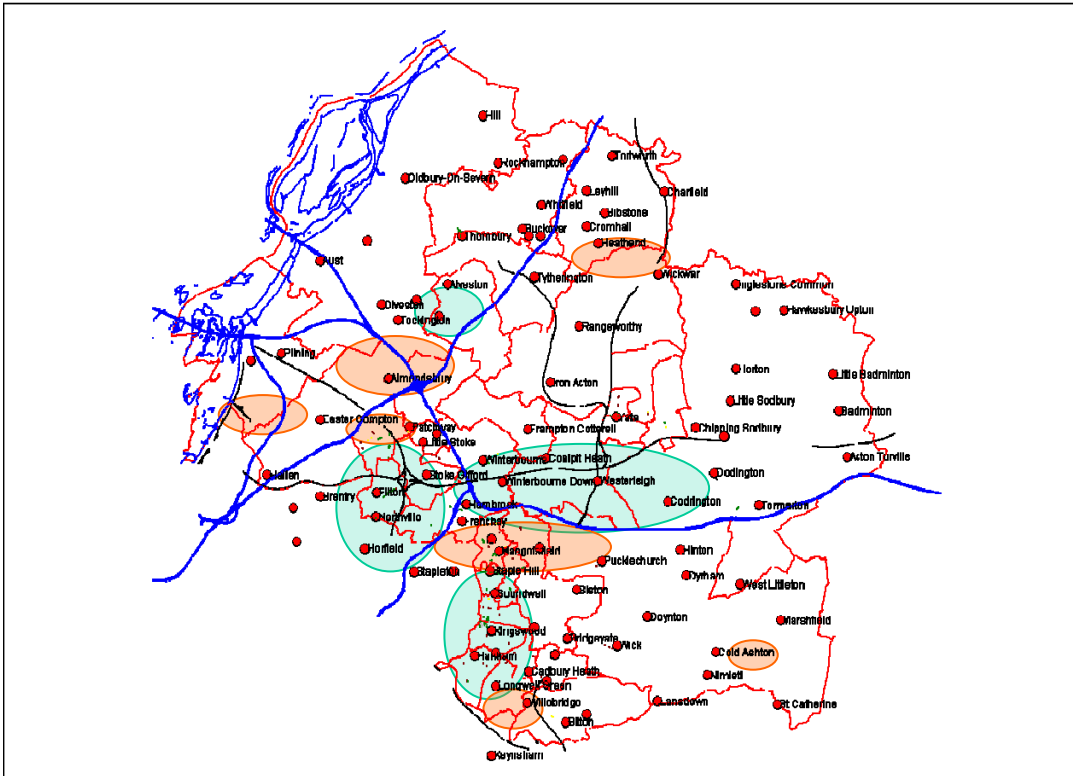 Hill
Rockhampton
Tortworth
Oldbury-On-Severn
Leyhill
Charfield
Whitfield
Gibstone
Buckover
Cromhall
Thornbury
Heathend
Aust
Tytherington
Wickwar
Alveston
Inglestone Common
Olveston
Hawkesbury Upton
Tockington
Rangeworthy
Pilning
Horton
Little Badminton
Almondsbury
Iron Acton
Little Sodbury
Badminton
Easter Compton
Yate
Patchway
Frampton Cotterell
Chipping Sodbury
Little Stoke
Winterbourne
Coalpit Heath
Acton Turville
Hallen
Stoke Gifford
Dodington
Winterbourne Down
Westerleigh
Filton
Brentry
Hambrook
Codrington
Tormarton
Northville
Frenchay
Horfield
Mangotsfield
Hinton
Pucklechurch
Stapleton
Staple Hill
Dyrham
West Littleton
Soundwell
Siston
Doynton
Marshfield
Kingswood
Bridgeyate
Wick
Hanham
Cold Ashton
Cadbury Heath
Nimlett
Longwell Green
Willsbridge
Lansdown
St Catherine
Bitton
Keynsham